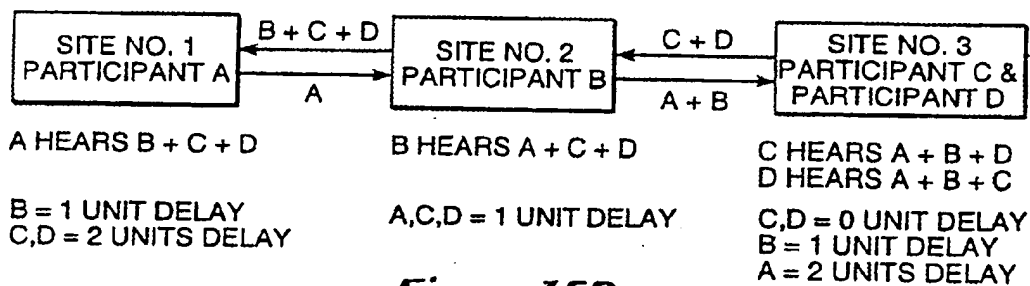 SITE NO. 1
PARTICIPANT A
B + C + D
A
SITE NO. 2
PARTICIPANT B
C + D
A + B
SITE NO. 3
PARTICIPANT C &
PARTICIPANT D
A HEARS B + C + D
B = 1 UNIT DELAY
C,D = 2 UNITS DELAY
B HEARS A + C + D
A,C,D = 1 UNIT DELAY
C HEARS A + B + D
D HEARS A + B + C
C,D = 0 UNIT DELAY
B = 1 UNIT DELAY
A = 2 UNITS DELAY